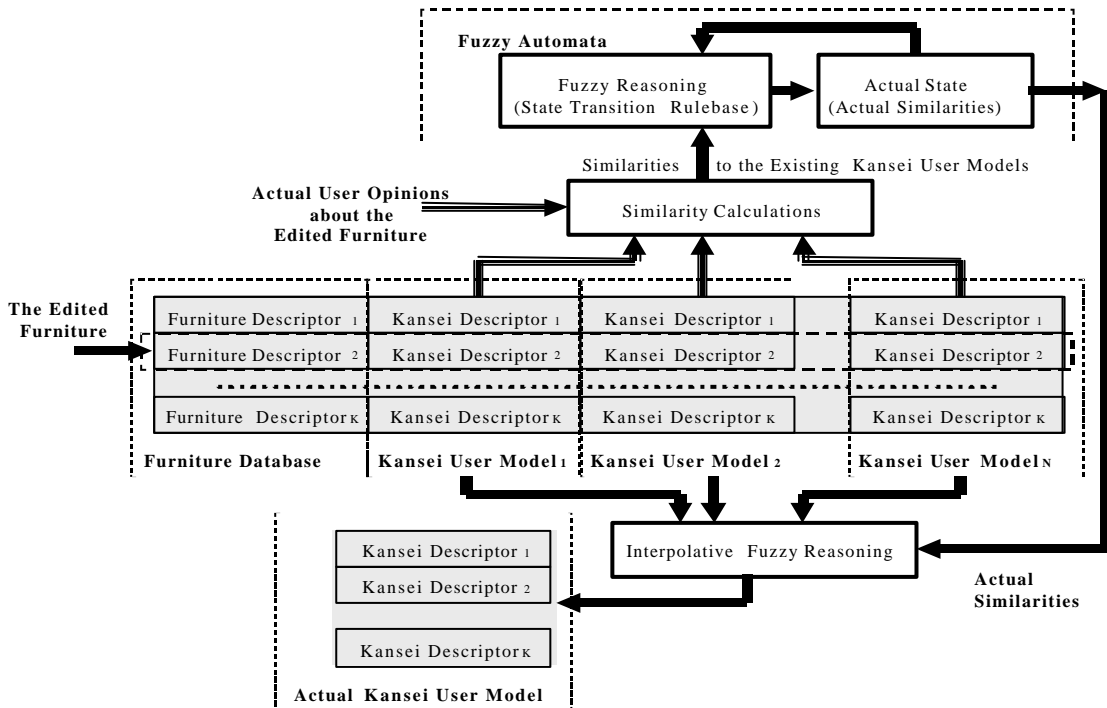 Fuzzy Automata
Fuzzy Reasoning
(State Transition Rulebase)
Actual State
(Actual Similarities)
Similarities to the Existing Kansei User Models
Actual User Opinions
about the
Edited Furniture
Similarity Calculations
The Edited
Furniture
Furniture Descriptor 1 Kansei Descriptor 1 Kansei Descriptor 1 Kansei Descriptor 1
Furniture Descriptor 2 Kansei Descriptor 2 Kansei Descriptor 2 Kansei Descriptor 2
Furniture Descriptor K Kansei Descriptor K Kansei Descriptor K Kansei Descriptor K
Furniture Database Kansei User Model 1 Kansei User Model 2 Kansei User Model N
Interpolative Fuzzy Reasoning
Actual
Similarities
Kansei Descriptor 1
Kansei Descriptor 2
Kansei Descriptor K
Actual Kansei User Model